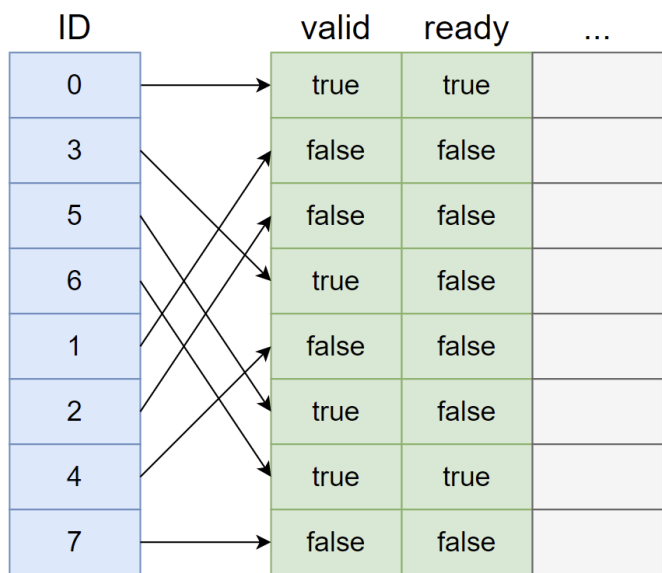 ID valid ready ...
0 true true
3 false false
5 false false
6 true false
1 false false
2 true false
4 true true
7 false false